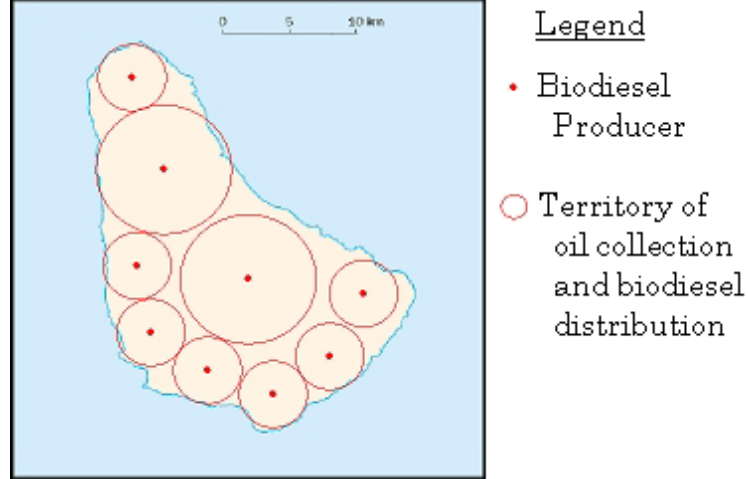 0 5 10 km
Legend
Biodiesel
Producer
Territory of
oil collection
and biodiesel
distribution